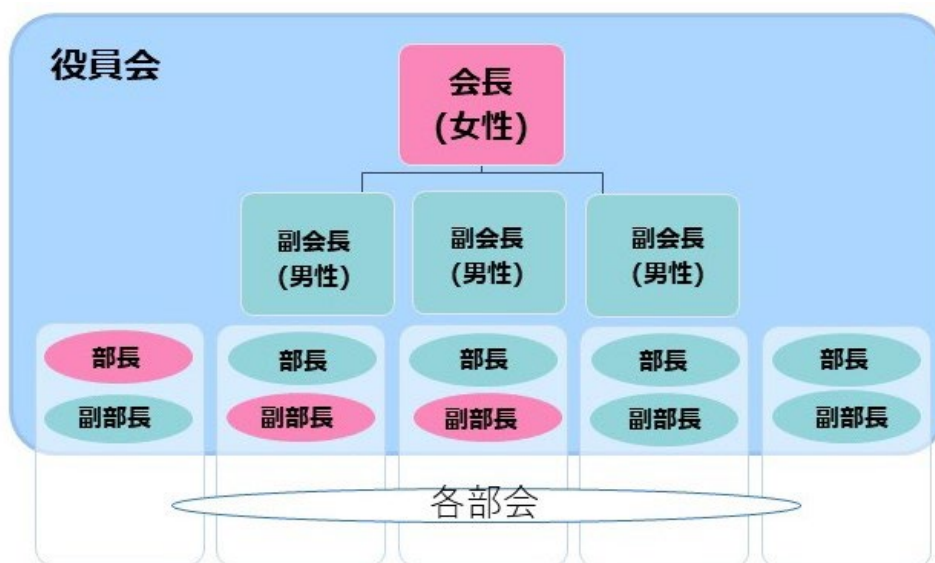 役員会
会長
(女性)
副会長
(男性)
副会長
(男性)
副会長
(男性)
部長
部長
部長
部長
部長
副部長
副部長
副部長
副部長
副部長
各部会